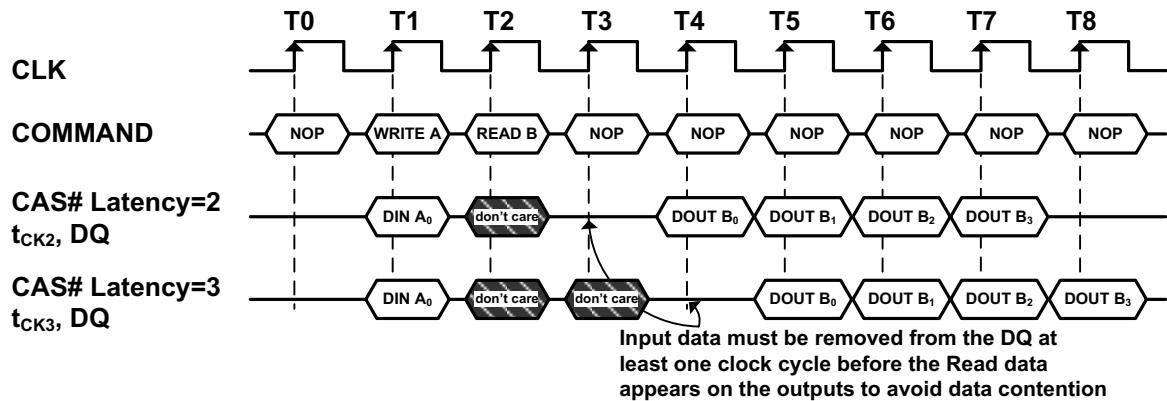 T0 T1 T2 T3 T4 T5 T6 T7 T8
CLK
COMMAND NOP WRITE A READ B NOP NOP NOP NOP NOP NOP
CAS# Latency=2
tCK2, DQ DIN A0 don't care DOUT B0 DOUT B1 DOUT B2 DOUT B3
CAS# Latency=3
tCK3, DQ DIN A0 don't care don't care DOUT B0 DOUT B1 DOUT B2 DOUT B3
Input data must be removed from the DQ at
least one clock cycle before the Read data
appears on the outputs to avoid data contention